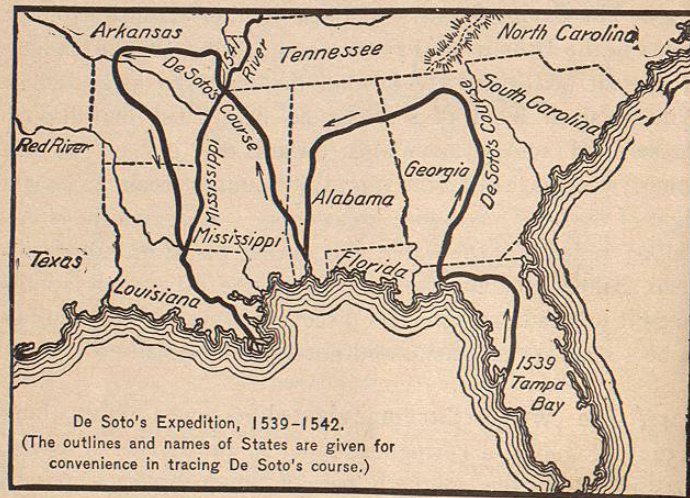 Arkansas
1541
River
Tennessee
North Carolina
De Soto's Course
South Carolina
De Soto's Course
Red River
Mississippi
Alabama
Georgia
Mississippi
Texas
Florida
Louisiana
1539
Tampa
Bay
De Soto's Expedition, 1539–1542.
(The outlines and names of States are given for
convenience in tracing De Soto's course.)